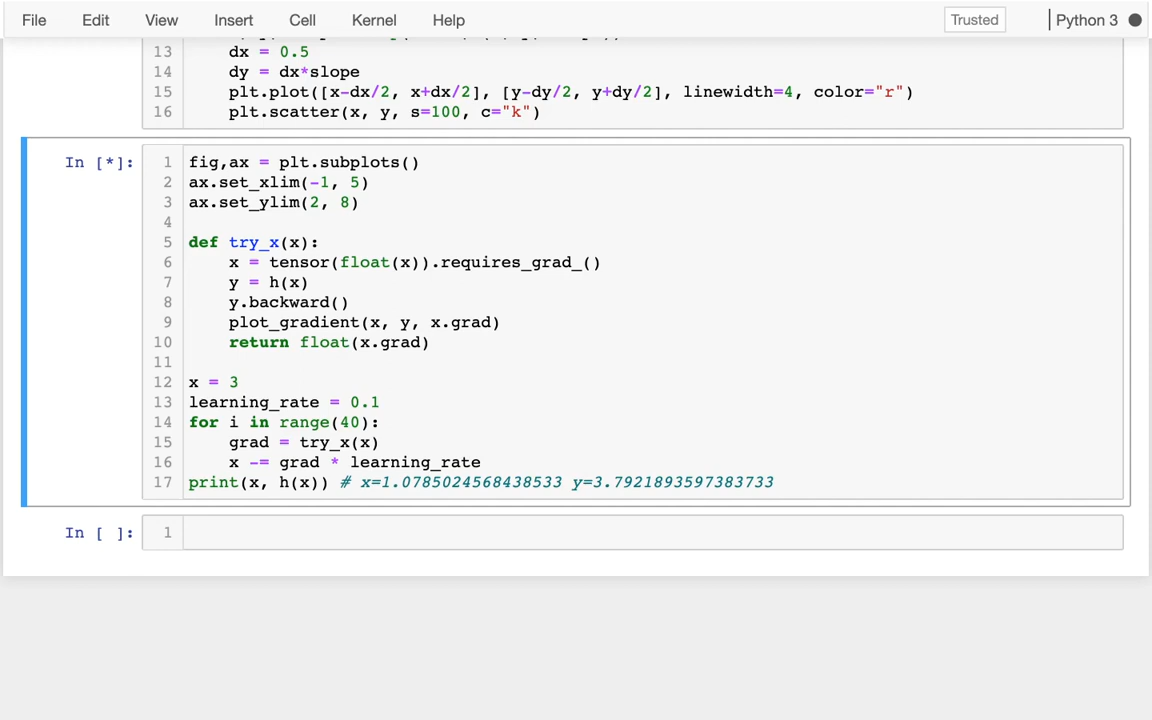 File Edit View Insert Cell Kernel Help Trusted Python 3
13 dx = 0.5
14 dy = dx*slope
15 plt.plot([x-dx/2, x+dx/2], [y-dy/2, y+dy/2], linewidth=4, color="r")
16 plt.scatter(x, y, s=100, c="k")
In [*]: 1 fig,ax = plt.subplots()
2 ax.set_xlim(-1, 5)
3 ax.set_ylim(2, 8)
4
5 def try_x(x):
6 x = tensor(float(x)).requires_grad_()
7 y = h(x)
8 y.backward()
9 plot_gradient(x, y, x.grad)
10 return float(x.grad)
11
12 x = 3
13 learning_rate = 0.1
14 for i in range(40):
15 grad = try_x(x)
16 x -= grad * learning_rate
17 print(x, h(x)) # x=1.0785024568438533 y=3.7921893597383733
In [ ]: 1